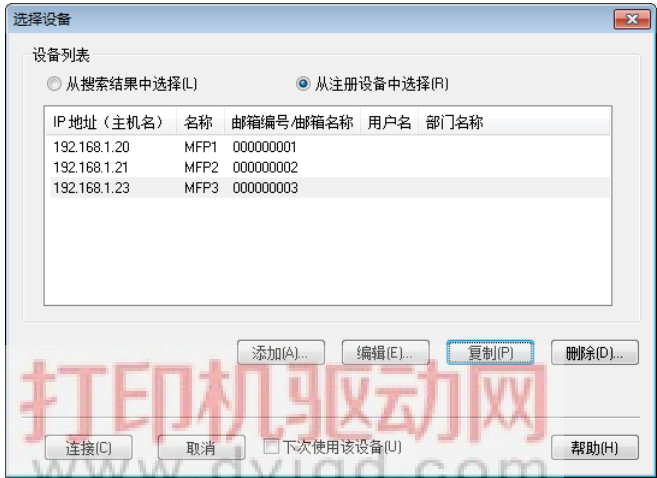 选择设备
设备列表
从搜索结果中选择(L) 从注册设备中选择(R)
IP 地址（主机名） 名称 邮箱编号/邮箱名称 用户名 部门名称
192.168.1.20 MFP1 000000001
192.168.1.21 MFP2 000000002
192.168.1.23 MFP3 000000003
添加(A)... 编辑(E)... 复制(P) 删除(D)...
打印机驱动网
连接(C) 取消 下次使用该设备(U) 帮助(H)